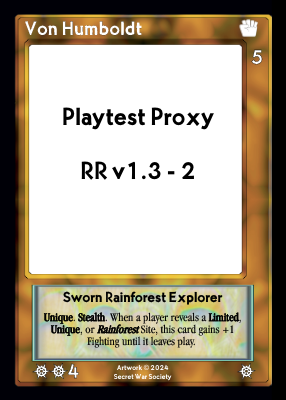 Von Humboldt
5
Playtest Proxy
RR v1.3 - 2
Sworn Rainforest Explorer
Unique. Stealth. When a player reveals a Limited,
Unique, or Rainforest Site, this card gains +1
Fighting until it leaves play.
4
Artwork © 2024
Secret War Society